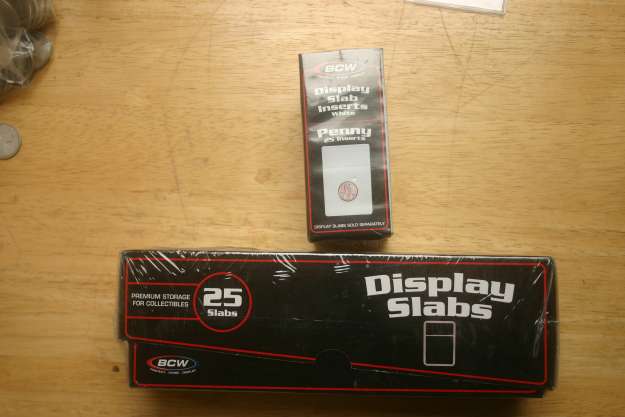 BCW
Display
Slab
Inserts
White
Penny
25 Inserts
DISPLAY SLABS SOLD SEPARATELY
PREMIUM STORAGE
FOR COLLECTIBLES
25
Slabs
Display
Slabs
BCW